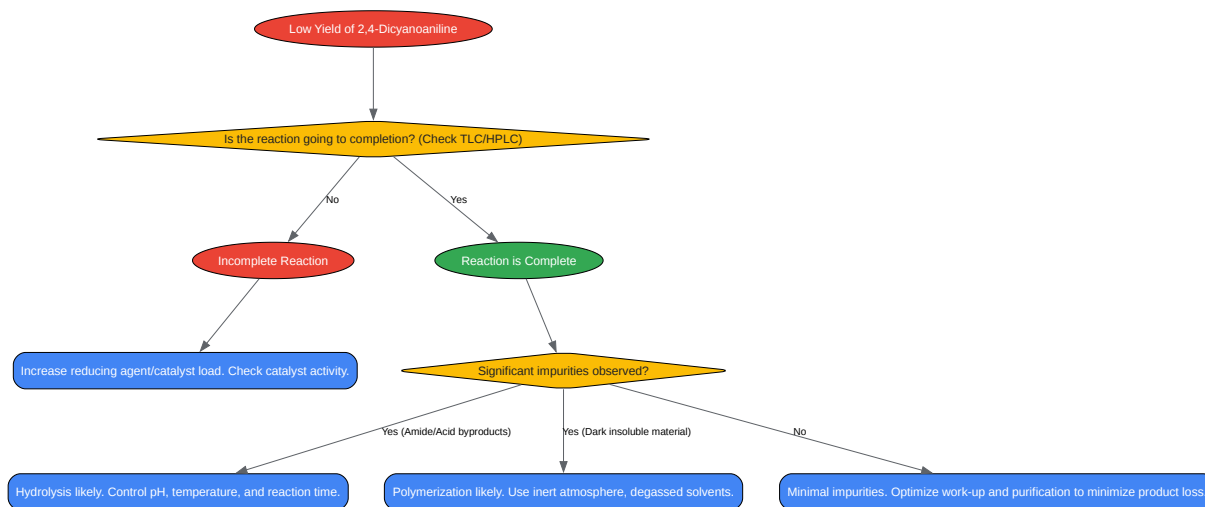 Low Yield of 2,4-Dicyanoaniline
Is the reaction going to completion? (Check TLC/HPLC)
No
Yes
Incomplete Reaction
Reaction is Complete
Increase reducing agent/catalyst load. Check catalyst activity.
Significant impurities observed?
Yes (Amide/Acid byproducts)
Yes (Dark insoluble material)
No
Hydrolysis likely. Control pH, temperature, and reaction time.
Polymerization likely. Use inert atmosphere, degassed solvents.
Minimal impurities. Optimize work-up and purification to minimize product loss.